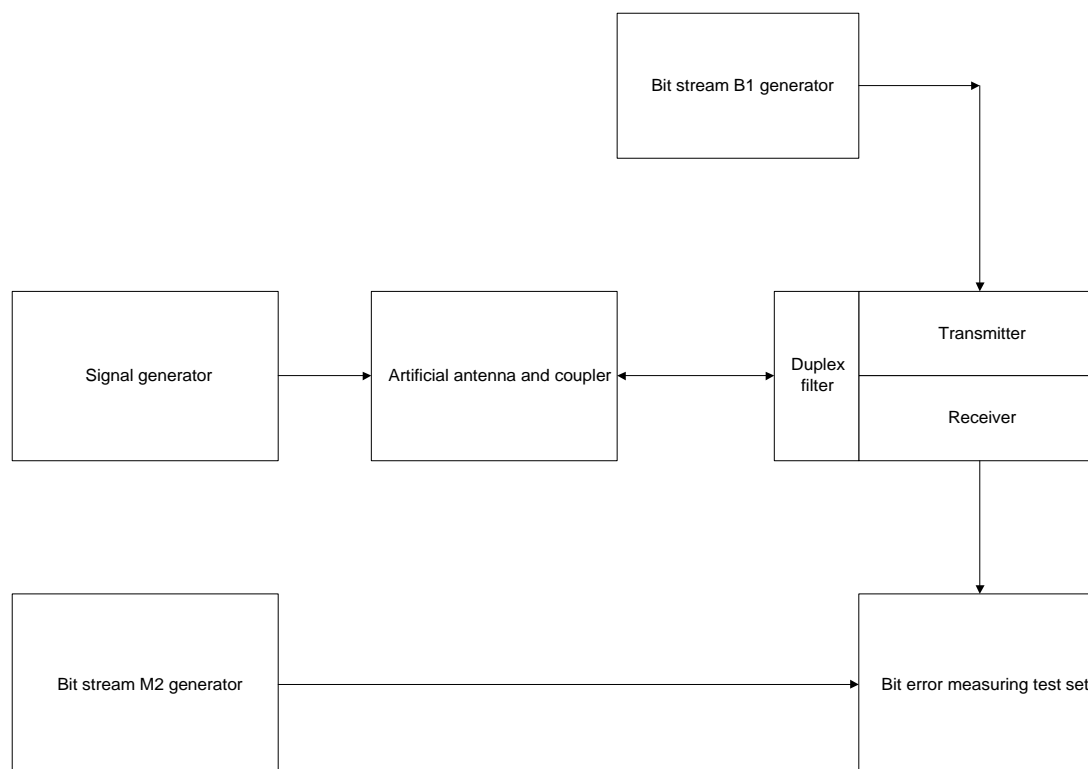 Bit stream B1 generator
Signal generator
Artificial antenna and coupler
Duplex
filter
Transmitter
Receiver
Bit stream M2 generator
Bit error measuring test set